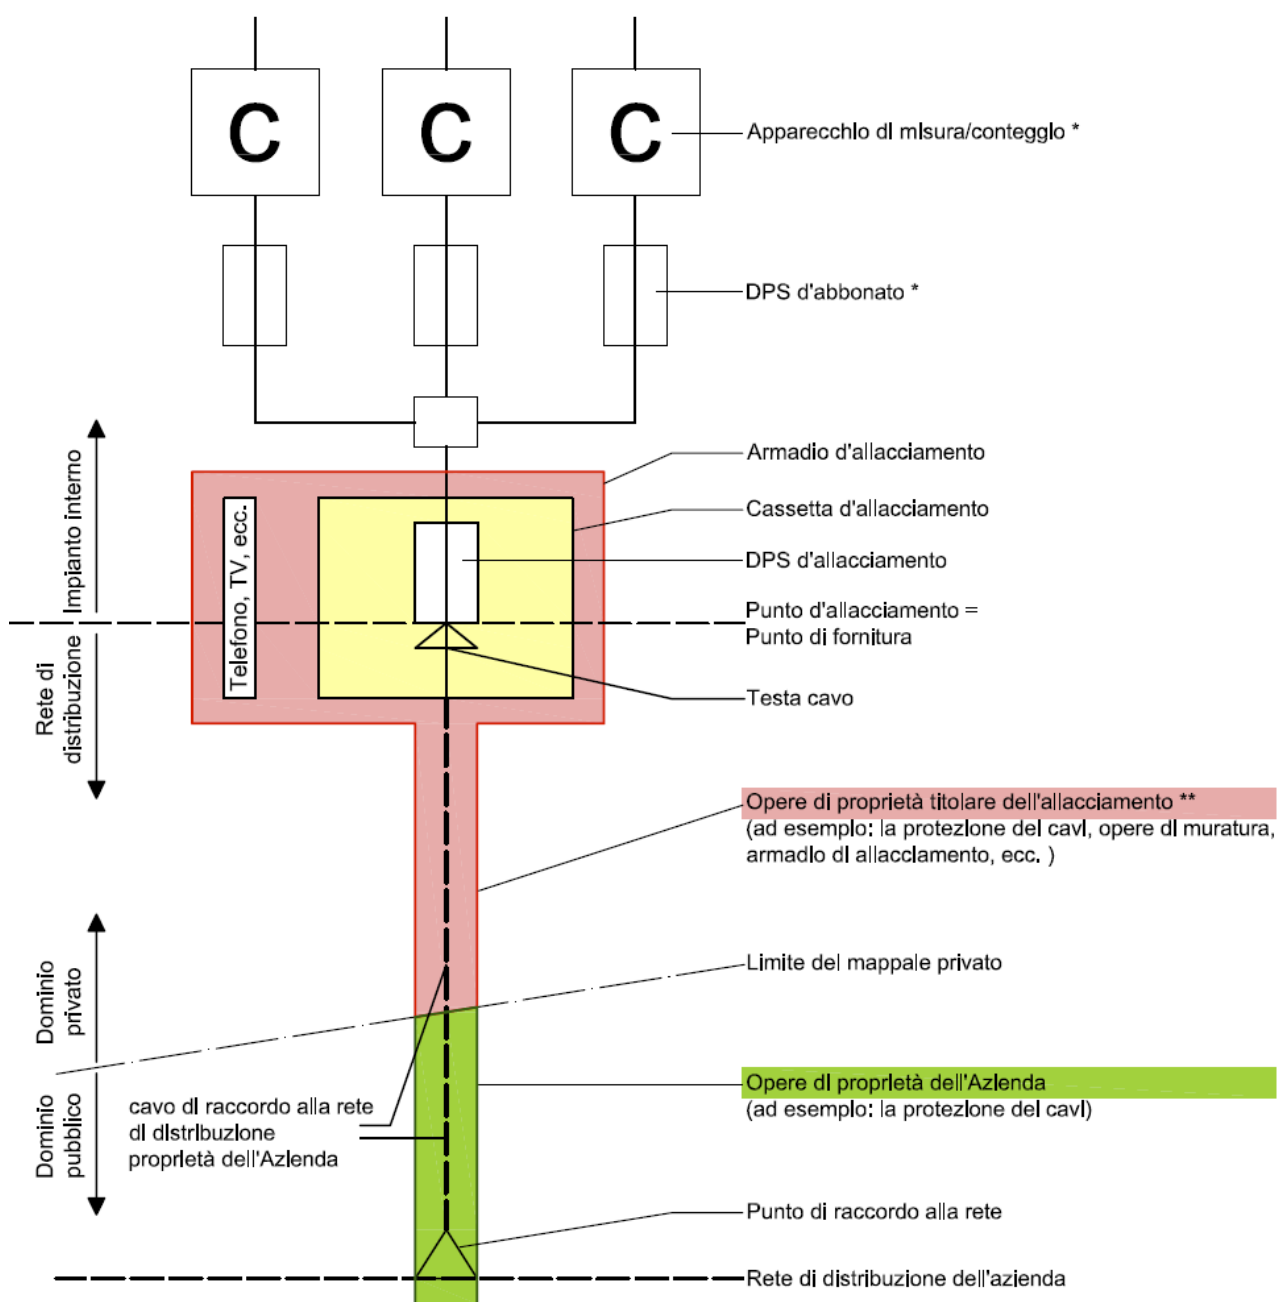 C C C
Apparecchio di misura/conteggio *
DPS d'abbonato *
Armadio d'allacciamento
Cassetta d'allacciamento
DPS d'allacciamento
Punto d'allacciamento =
Punto di fornitura
Testa cavo
Impianto interno
Rete di
distribuzione
Telefono, TV, ecc.
Opere di proprietà titolare dell'allacciamento **
(ad esempio: la protezione dei cavi, opere di muratura,
armadio di allacciamento, ecc. )
Limite del mappale privato
Dominio
privato
Dominio
pubblico
Opere di proprietà dell'Azienda
(ad esempio: la protezione dei cavi)
cavo di raccordo alla rete
di distribuzione
proprietà dell'Azienda
Punto di raccordo alla rete
Rete di distribuzione dell'azienda